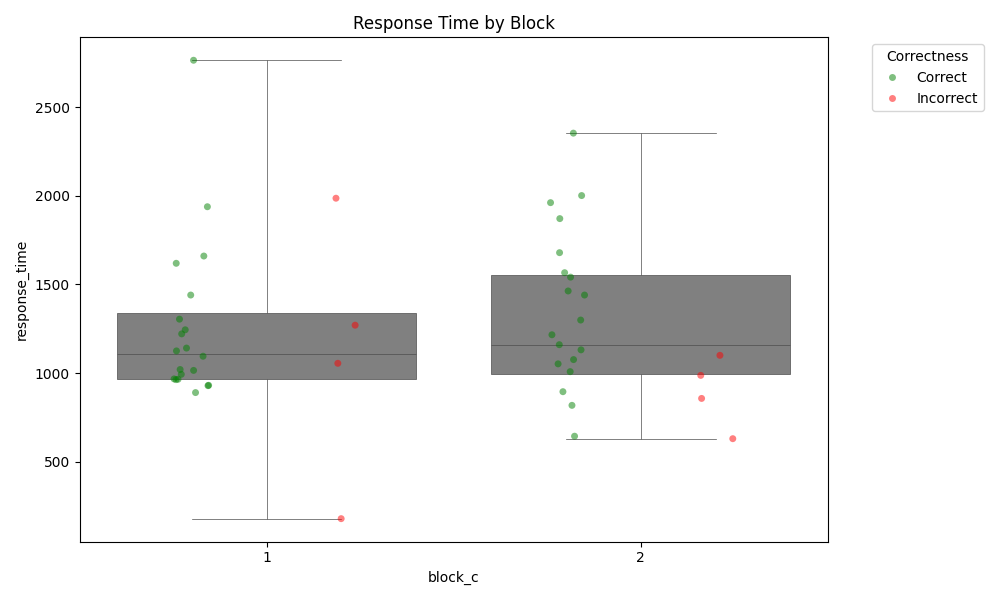 Response Time by Block
Correctness
Correct
Incorrect
2500
2000
1500
1000
500
response_time
1
2
block_c